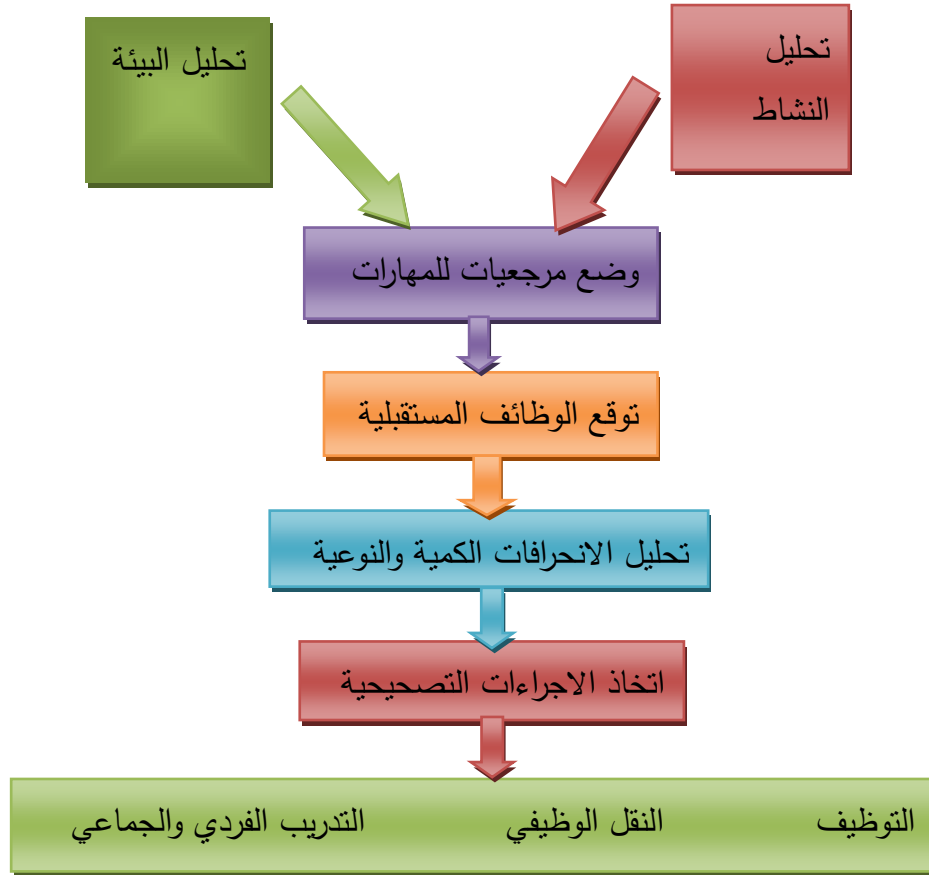 تحليل
النشاط
تحليل البيئة
وضع مرجعيات للمهارات
توقع الوظائف المستقبلية
تحليل الانحرافات الكمية والنوعية
اتخاذ الاجراءات التصحيحية
التوظيف النقل الوظيفي التدريب الفردي والجماعي